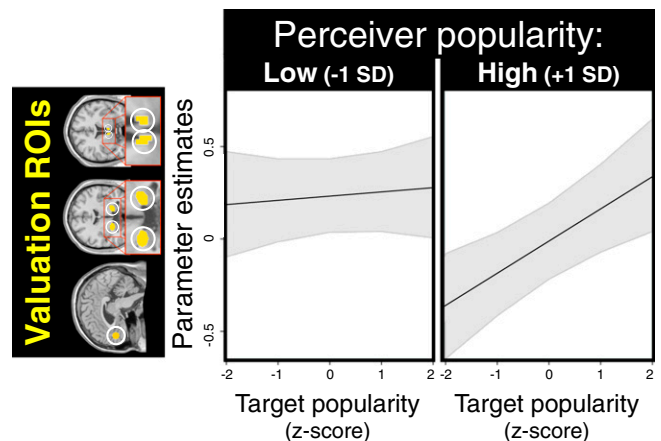 Perceiver popularity:
Low (-1 SD)
High (+1 SD)
Valuation ROIs
Parameter estimates
0.5
0
-0.5
-2
-1
0
1
2
-2
-1
0
1
2
Target popularity
(z-score)
Target popularity
(z-score)